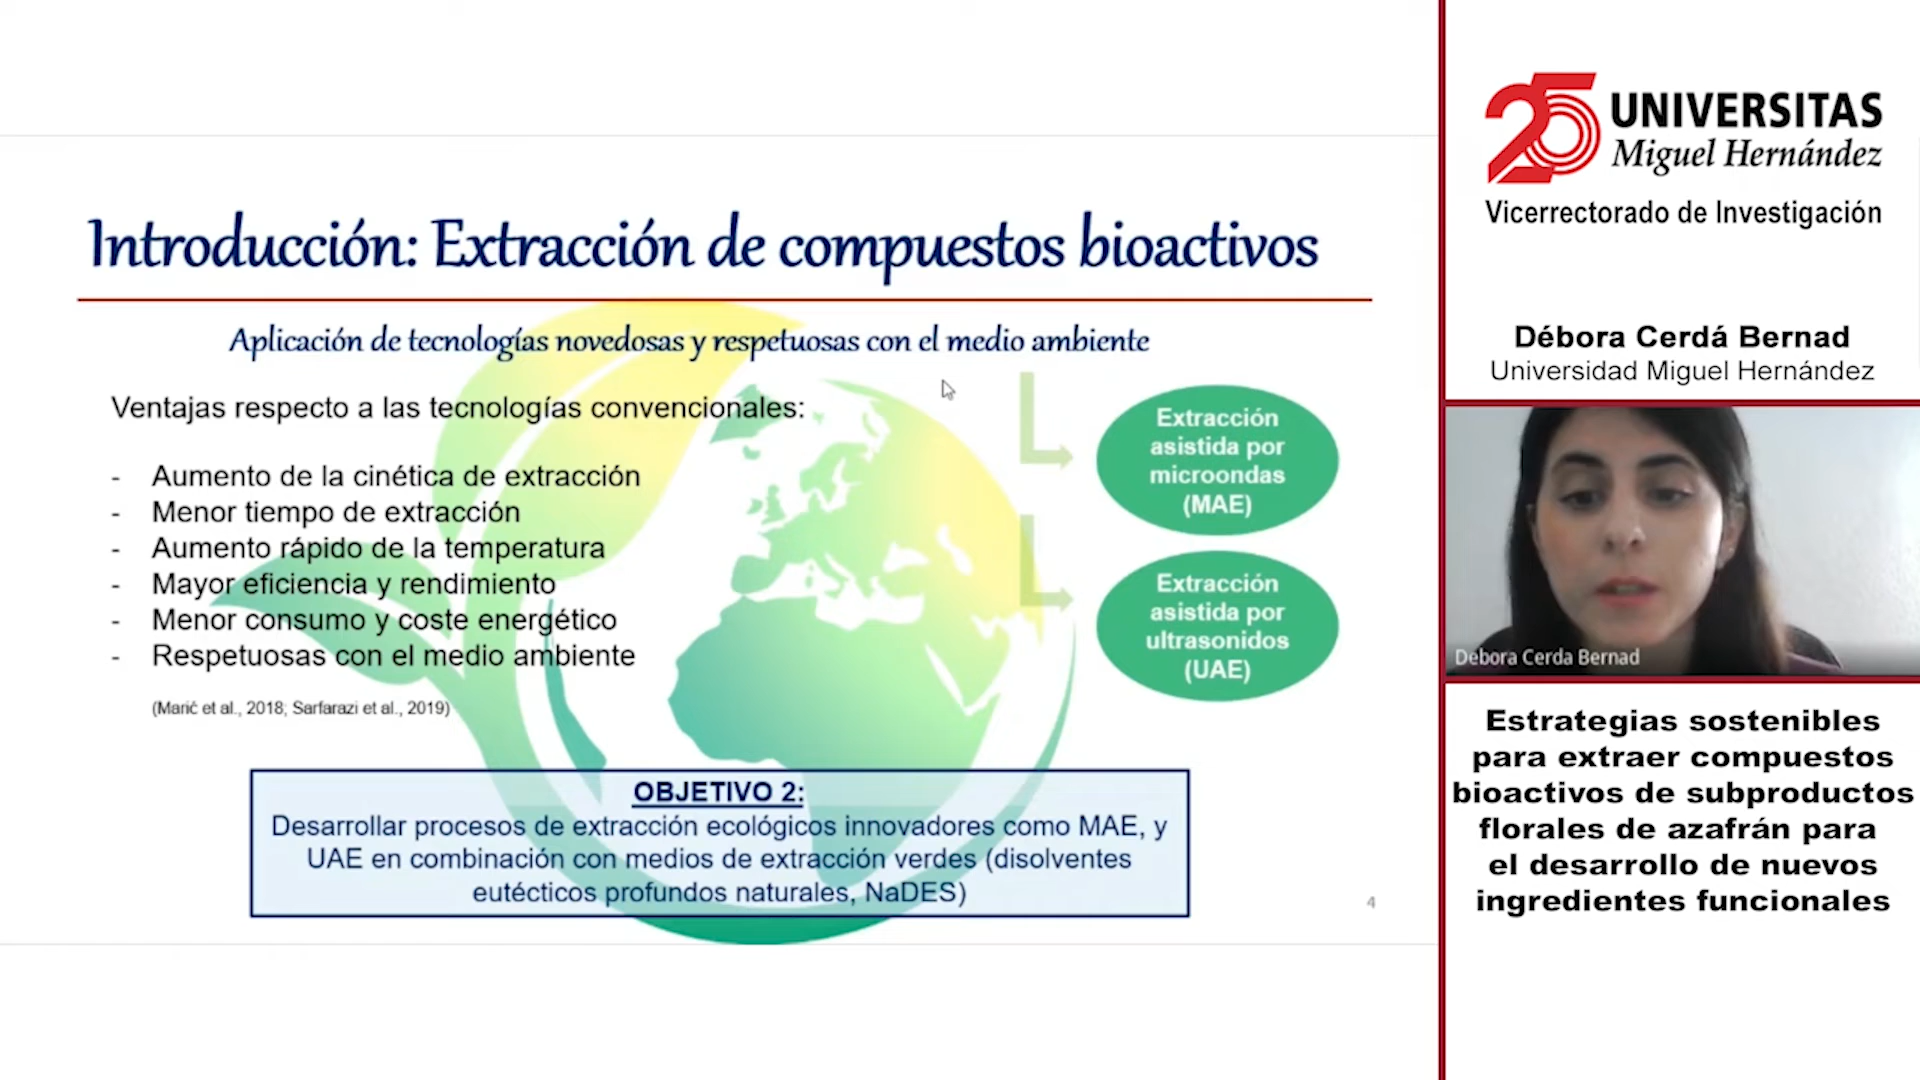 Introducción: Extracción de compuestos bioactivos
Aplicación de tecnologías novedosas y respetuosas con el medio ambiente
Ventajas respecto a las tecnologías convencionales:
- Aumento de la cinética de extracción
- Menor tiempo de extracción
- Aumento rápido de la temperatura
- Mayor eficiencia y rendimiento
- Menor consumo y coste energético
- Respetuosas con el medio ambiente
(Marić et al., 2018; Sarfarazi et al., 2019)
Extracción
asistida por
microondas
(MAE)
Extracción
asistida por
ultrasonidos
(UAE)
OBJETIVO 2:
Desarrollar procesos de extracción ecológicos innovadores como MAE, y
UAE en combinación con medios de extracción verdes (disolventes
eutécticos profundos naturales, NaDES)
4
25 UNIVERSITAS
Miguel Hernández
Vicerrectorado de Investigación
Débora Cerdá Bernad
Universidad Miguel Hernández
Debora Cerda Bernad
Estrategias sostenibles
para extraer compuestos
bioactivos de subproductos
florales de azafrán para
el desarrollo de nuevos
ingredientes funcionales